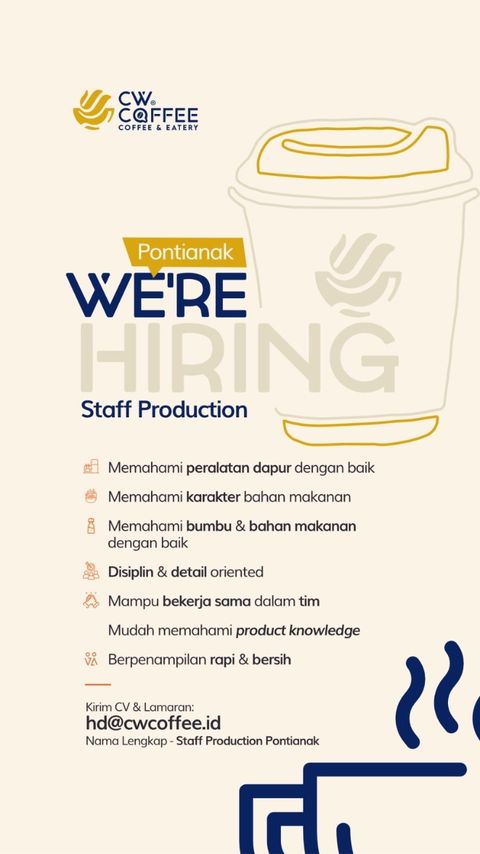 CW®
COFFEE
COFFEE & EATERY
Pontianak
WE'RE
HIRING
Staff Production
Memahami peralatan dapur dengan baik
Memahami karakter bahan makanan
Memahami bumbu & bahan makanan
dengan baik
Disiplin & detail oriented
Mampu bekerja sama dalam tim
Mudah memahami product knowledge
Berpenampilan rapi & bersih
Kirim CV & Lamaran:
hd@cwcoffee.id
Nama Lengkap - Staff Production Pontianak